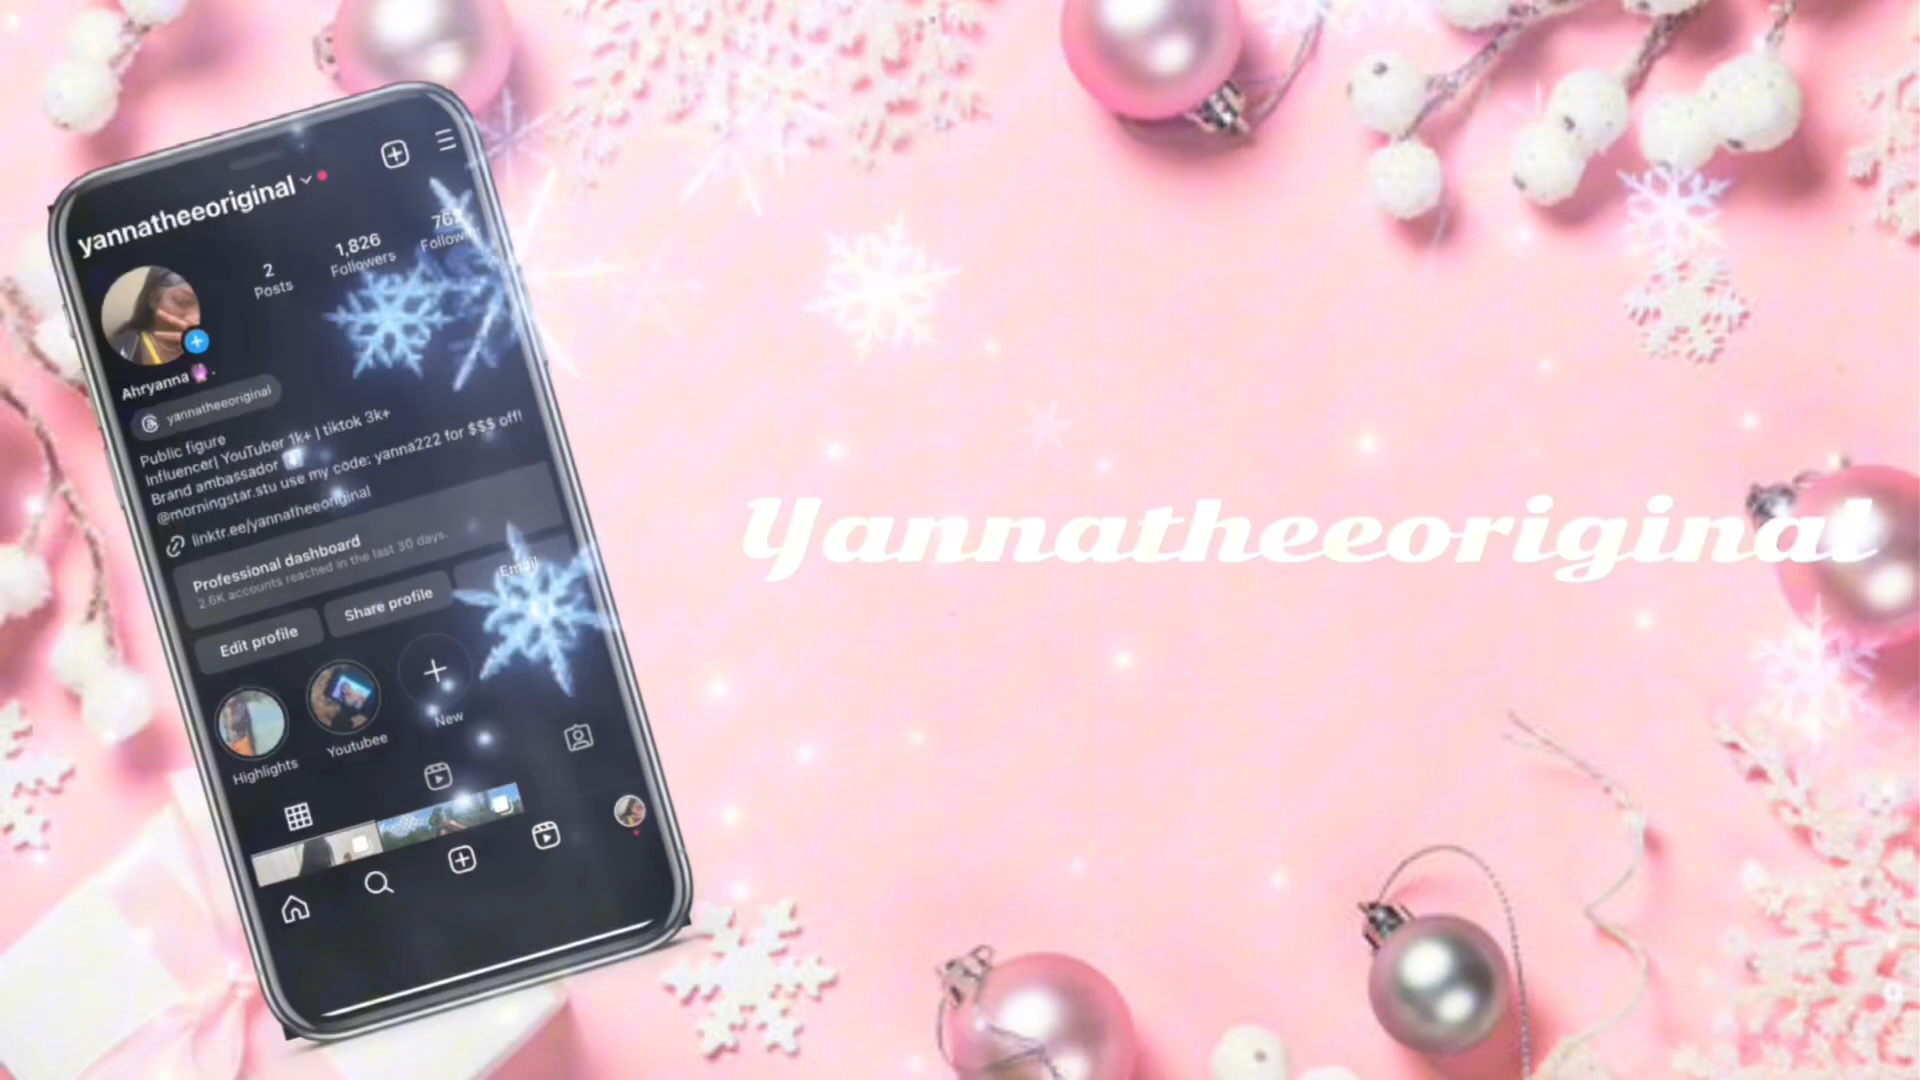 yannatheeoriginal
2
Posts
1,826
Followers
Ahryanna
yannatheeoriginal
Public figure
Influencer| YouTuber 1k+ | tiktok 3k+
Brand ambassador
@morningstar.stu use my code: yanna222 for $$$ off!
linktr.ee/yannatheeoriginal
Professional dashboard
2.6K accounts reached in the last 30 days.
Edit profile
Share profile
Email
Highlights
Youtubee
New
Yannatheeoriginal